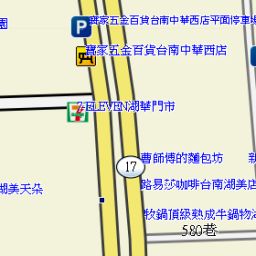 園
寶家五金百貨台南中華西店平面停車場
寶家五金百貨台南中華西店
7-ELEVEN湖華門市
17
曹師傅的麵包坊
路易莎咖啡台南湖美店
湖美天朵
牧鍋頂級熟成牛鍋物
580巷